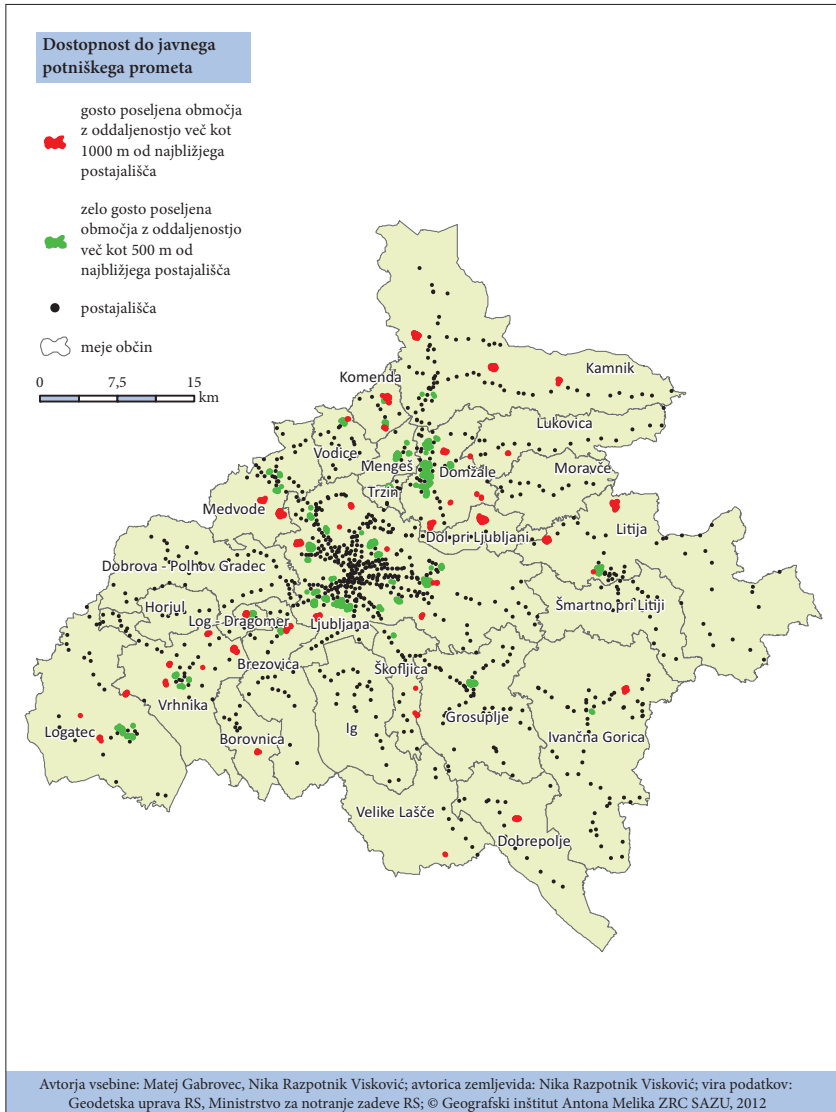 Dostopnost do javnega
potniškega prometa
gosto poseljena območja
z oddaljenostjo več kot
1000 m od najbližjega
postajališča
zelo gosto poseljena
območja z oddaljenostjo
več kot 500 m od
najbližjega postajališča
postajališča
meje občin
0 7,5 15
km
Kamnik
Komenda
Lukovica
Vodice
Mengeš
Domžale
Moravče
Trzin
Medvode
Litija
Dol pri Ljubljani
Dobrova - Polhov Gradec
Horjul
Šmartno pri Litiji
Log - Dragomer
Ljubljana
Brezovica
Škofljica
Vrhnika
Grosuplje
Logatec
Ig
Borovnica
Ivančna Gorica
Velike Lašče
Dobrepolje
Avtorja vsebine: Matej Gabrovec, Nika Razpotnik Visković; avtorica zemljevida: Nika Razpotnik Visković; vira podatkov:
Geodetska uprava RS, Ministrstvo za notranje zadeve RS; © Geografski inštitut Antona Melika ZRC SAZU, 2012